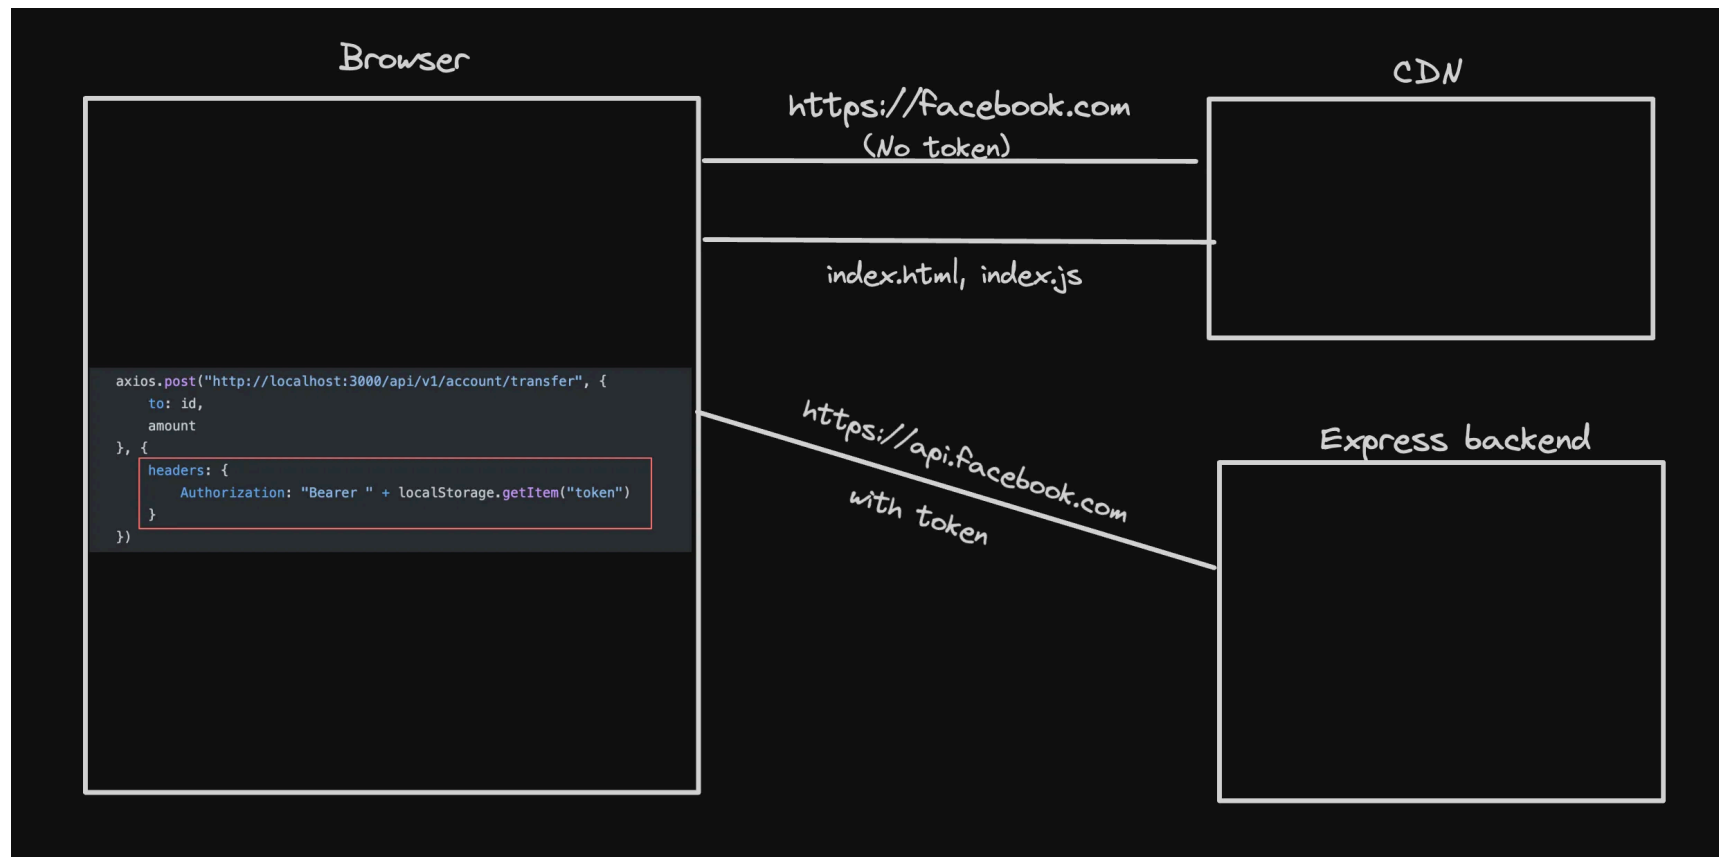 Browser
CDN
https://facebook.com
(No token)
index.html, index.js
axios.post("http://localhost:3000/api/v1/account/transfer", {
    to: id,
    amount
}, {
    headers: {
        Authorization: "Bearer " + localStorage.getItem("token")
    }
})
https://api.facebook.com
with token
Express backend